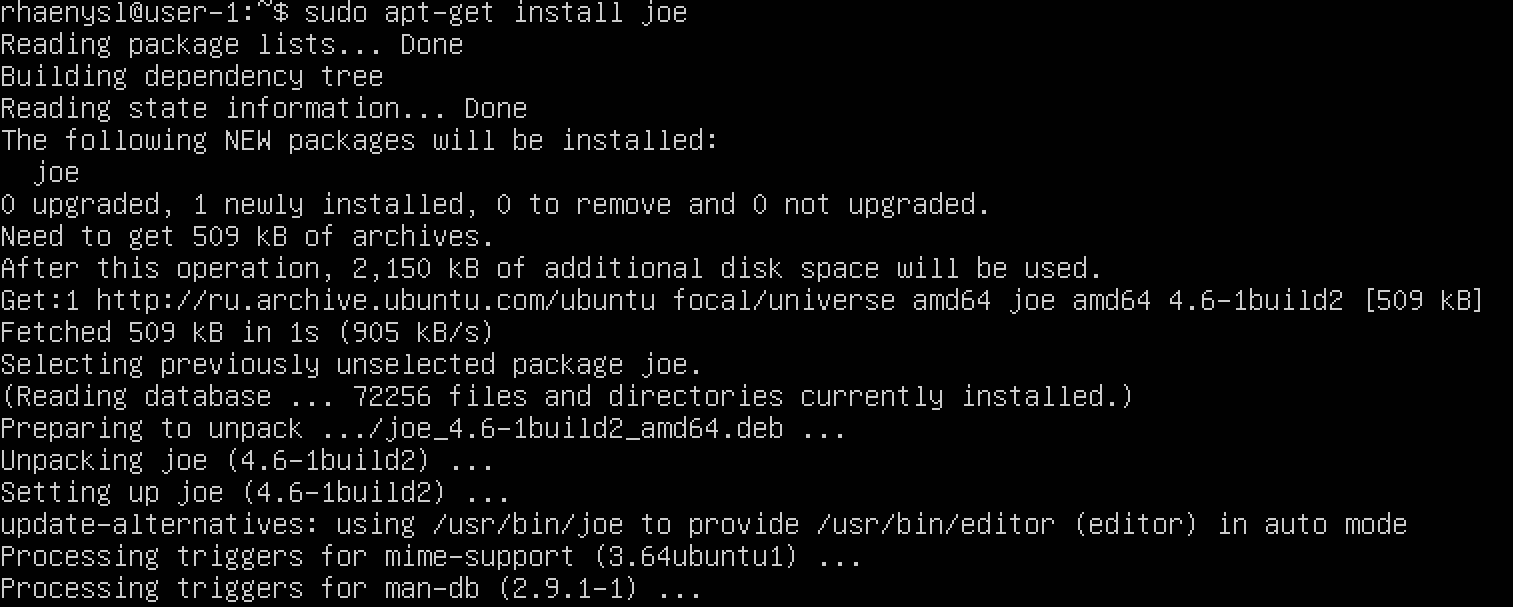 rhaenysl@user-1:~$ sudo apt-get install joe
Reading package lists... Done
Building dependency tree
Reading state information... Done
The following NEW packages will be installed:
  joe
0 upgraded, 1 newly installed, 0 to remove and 0 not upgraded.
Need to get 509 kB of archives.
After this operation, 2,150 kB of additional disk space will be used.
Get:1 http://ru.archive.ubuntu.com/ubuntu focal/universe amd64 joe amd64 4.6-1build2 [509 kB]
Fetched 509 kB in 1s (905 kB/s)
Selecting previously unselected package joe.
(Reading database ... 72256 files and directories currently installed.)
Preparing to unpack .../joe_4.6-1build2_amd64.deb ...
Unpacking joe (4.6-1build2) ...
Setting up joe (4.6-1build2) ...
update-alternatives: using /usr/bin/joe to provide /usr/bin/editor (editor) in auto mode
Processing triggers for mime-support (3.64ubuntu1) ...
Processing triggers for man-db (2.9.1-1) ...